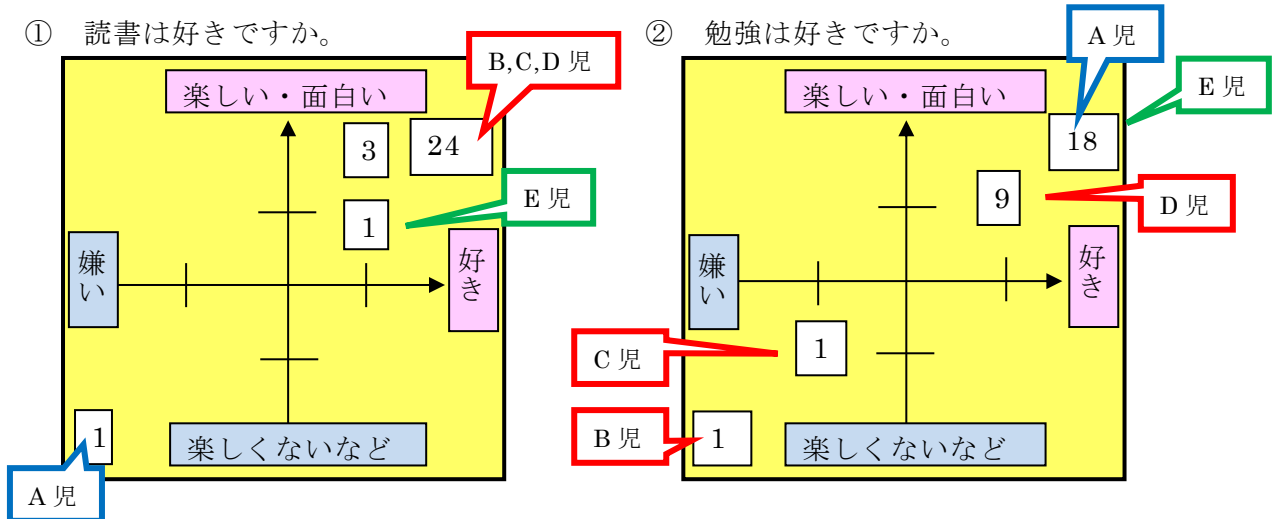 ① 読書は好きですか。
B,C,D 児
楽しい・面白い
3
24
E 児
1
嫌い
好き
1
楽しくないなど
A 児
② 勉強は好きですか。
A 児
E 児
楽しい・面白い
18
9
D 児
嫌い
好き
C 児
1
B 児
1
楽しくないなど